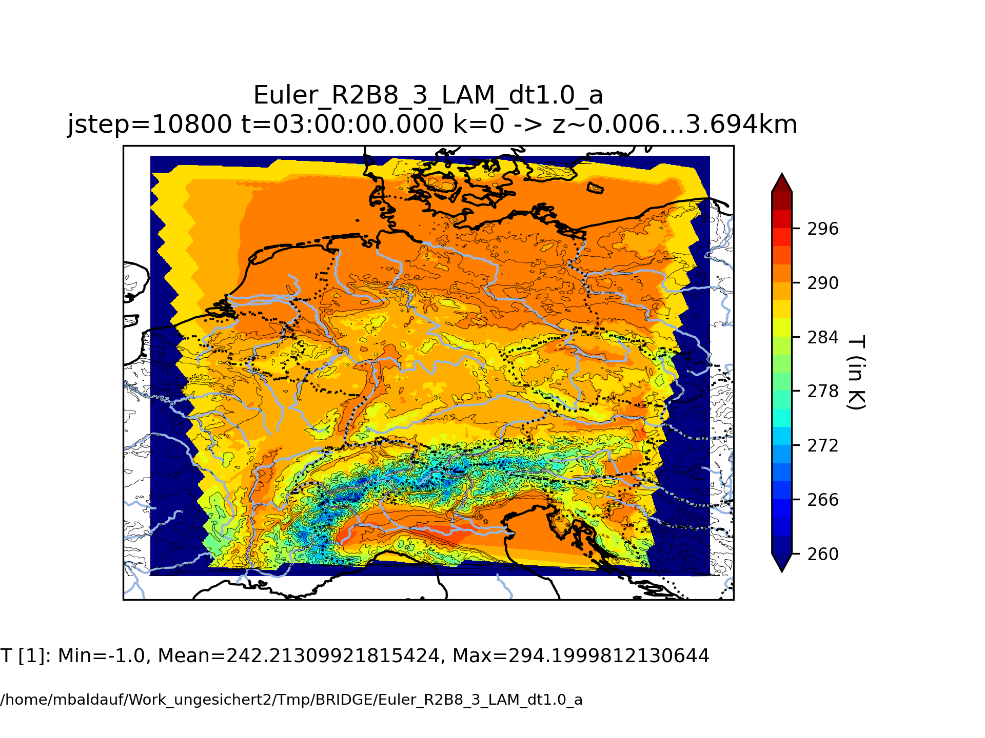 Euler_R2B8_3_LAM_dt1.0_a
jstep=10800 t=03:00:00.000 k=0 -> z~0.006...3.694km
296
290
284
278
272
266
260
T (in K)
T [1]: Min=-1.0, Mean=242.21309921815424, Max=294.1999812130644
/home/mbaldauf/Work_ungesichert2/Tmp/BRIDGE/Euler_R2B8_3_LAM_dt1.0_a